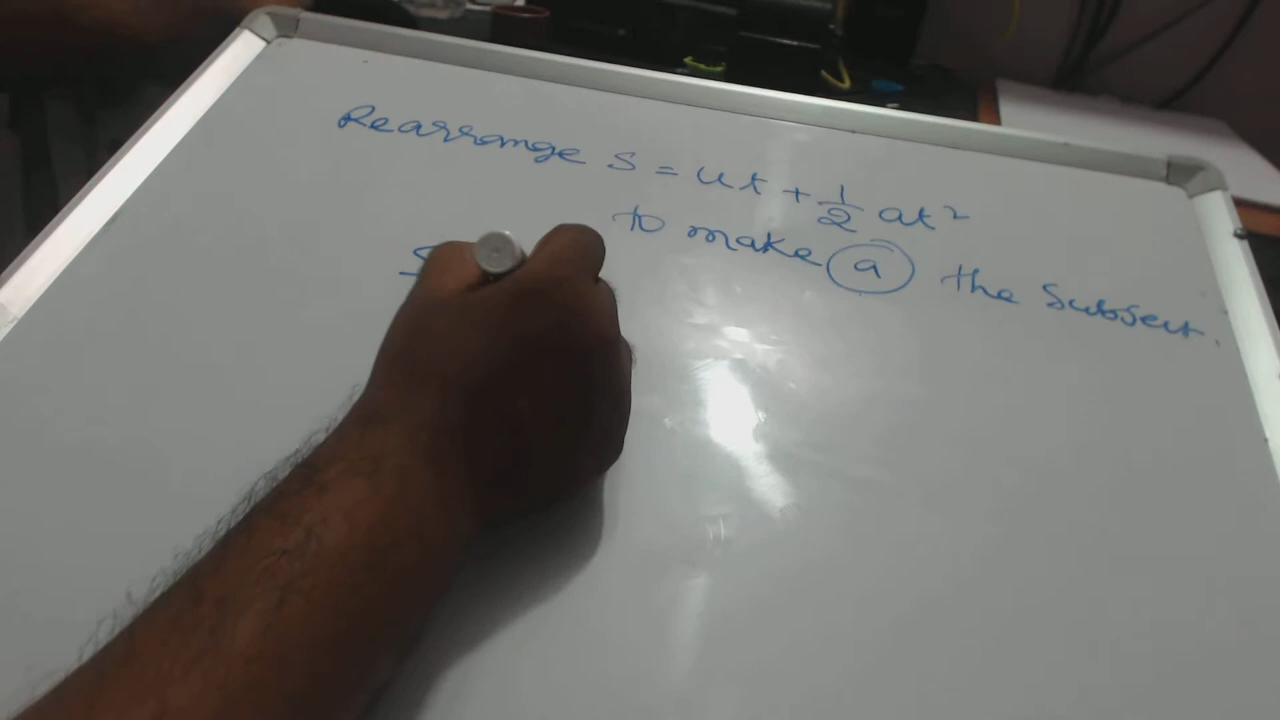 Rearrange s = ut + 1/2 at²
to make a the Subject.
S